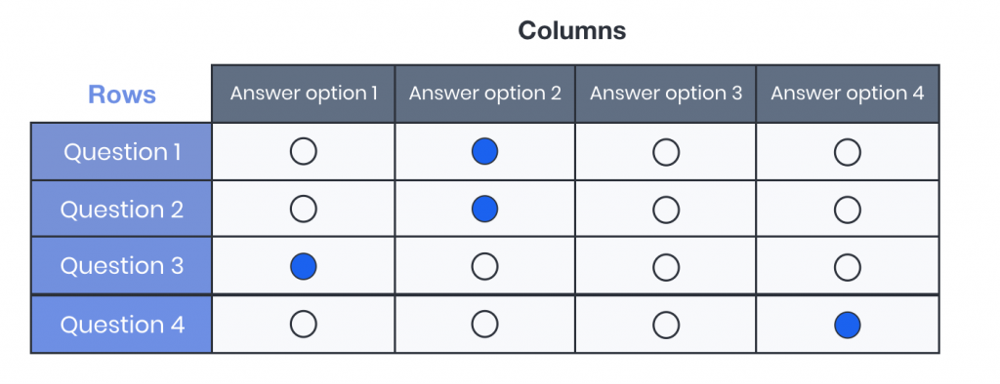 Columns
Rows
Answer option 1 Answer option 2 Answer option 3 Answer option 4
Question 1
Question 2
Question 3
Question 4